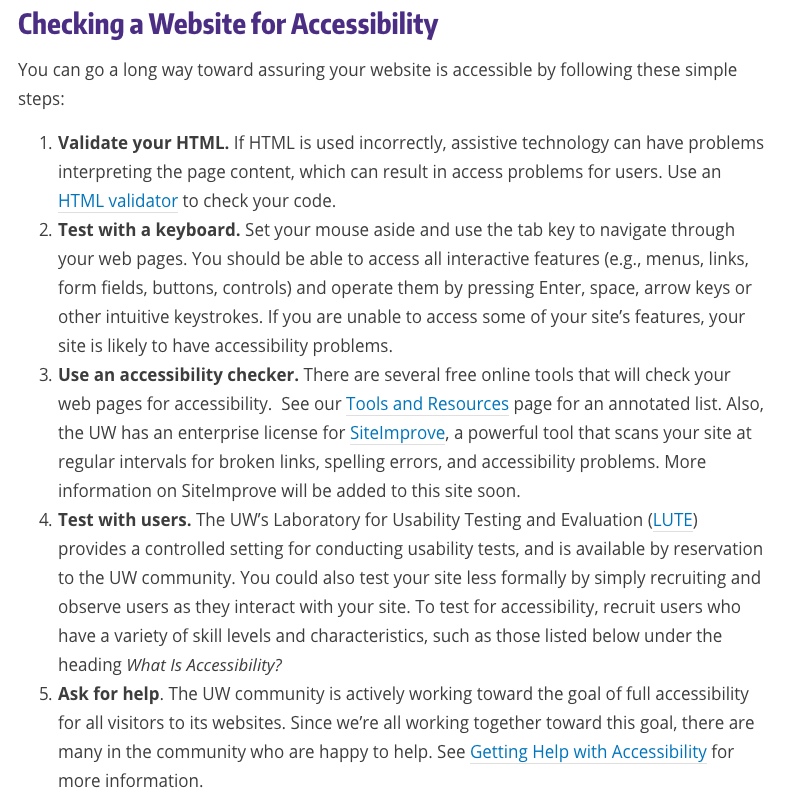 Checking a Website for Accessibility
You can go a long way toward assuring your website is accessible by following these simple
steps:
1. Validate your HTML. If HTML is used incorrectly, assistive technology can have problems
interpreting the page content, which can result in access problems for users. Use an
HTML validator to check your code.
2. Test with a keyboard. Set your mouse aside and use the tab key to navigate through
your web pages. You should be able to access all interactive features (e.g., menus, links,
form fields, buttons, controls) and operate them by pressing Enter, space, arrow keys or
other intuitive keystrokes. If you are unable to access some of your site’s features, your
site is likely to have accessibility problems.
3. Use an accessibility checker. There are several free online tools that will check your
web pages for accessibility.  See our Tools and Resources page for an annotated list. Also,
the UW has an enterprise license for SiteImprove, a powerful tool that scans your site at
regular intervals for broken links, spelling errors, and accessibility problems. More
information on SiteImprove will be added to this site soon.
4. Test with users. The UW’s Laboratory for Usability Testing and Evaluation (LUTE)
provides a controlled setting for conducting usability tests, and is available by reservation
to the UW community. You could also test your site less formally by simply recruiting and
observe users as they interact with your site. To test for accessibility, recruit users who
have a variety of skill levels and characteristics, such as those listed below under the
heading What Is Accessibility?
5. Ask for help. The UW community is actively working toward the goal of full accessibility
for all visitors to its websites. Since we’re all working together toward this goal, there are
many in the community who are happy to help. See Getting Help with Accessibility for
more information.